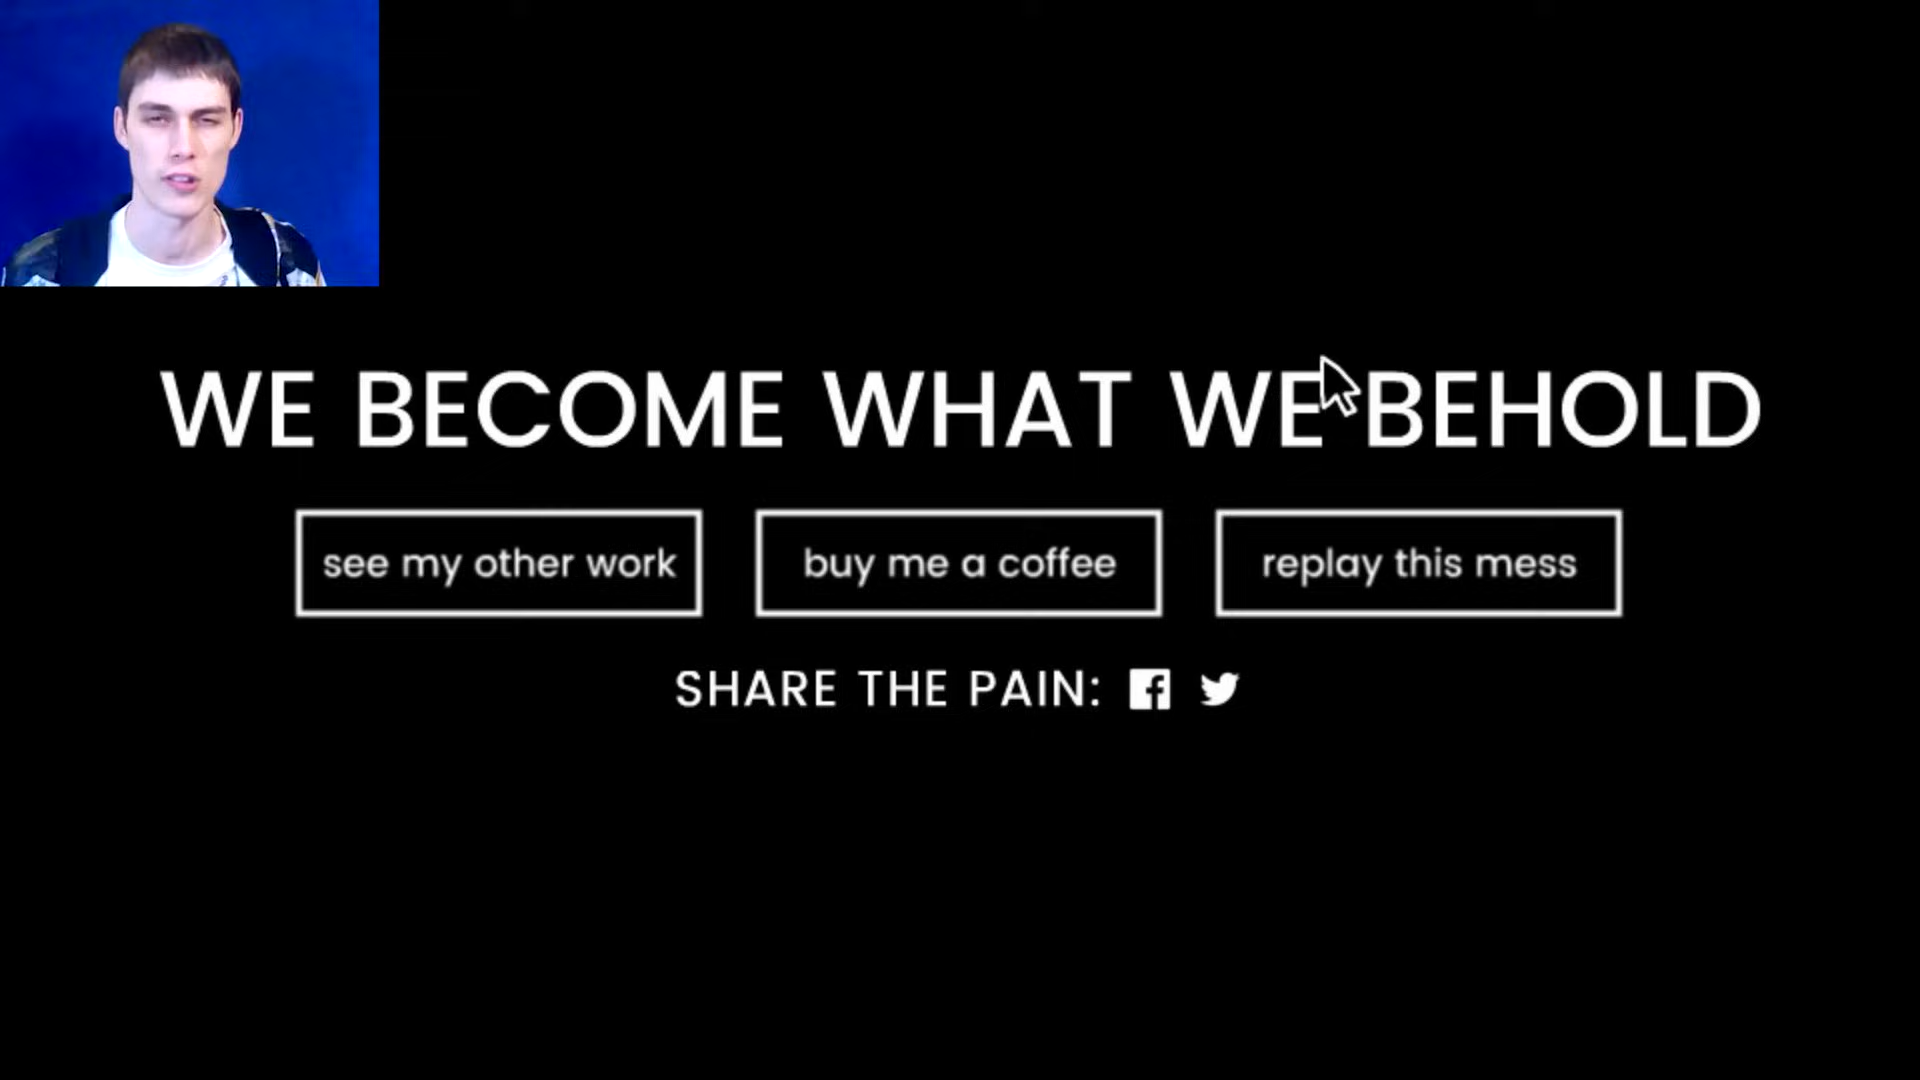 WE BECOME WHAT WE BEHOLD
see my other work
buy me a coffee
replay this mess
SHARE THE PAIN: